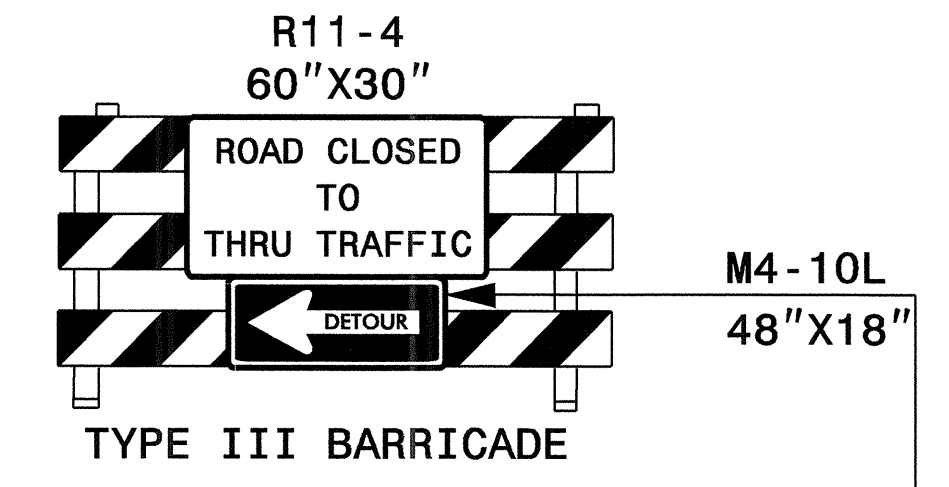 R11-4
60"X30"
ROAD CLOSED
TO
THRU TRAFFIC
DETOUR
M4-10L
48"X18"
TYPE III BARRICADE